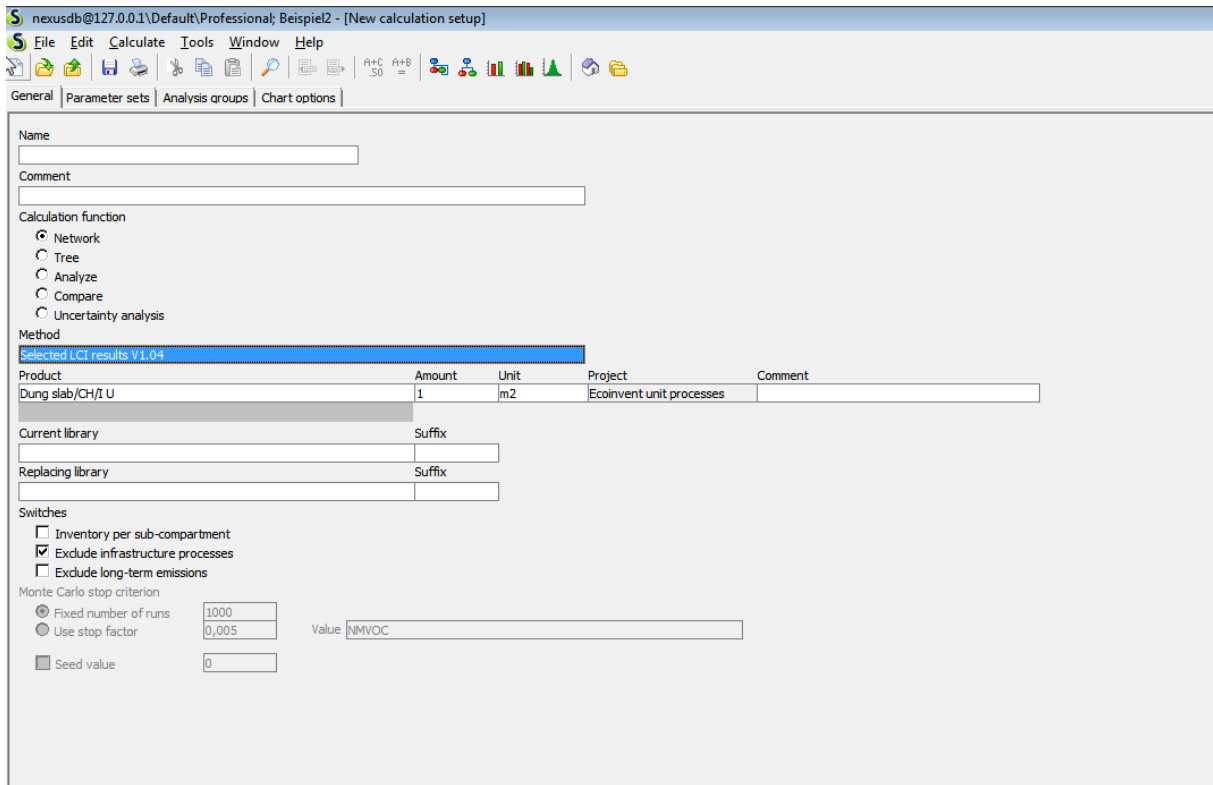 nexusdb@127.0.0.1\Default\Professional; Beispiel2 - [New calculation setup]
File Edit Calculate Tools Window Help
A+C 50 A+B =
General Parameter sets Analysis groups Chart options
Name
Comment
Calculation function
Network
Tree
Analyze
Compare
Uncertainty analysis
Method
Selected LCI results V1.04
Product Amount Unit Project Comment
Dung slab/CH/I U 1 m2 Ecoinvent unit processes
Current library Suffix
Replacing library Suffix
Switches
Inventory per sub-compartment
Exclude infrastructure processes
Exclude long-term emissions
Monte Carlo stop criterion
Fixed number of runs 1000
Use stop factor 0,005 Value NMVOC
Seed value 0